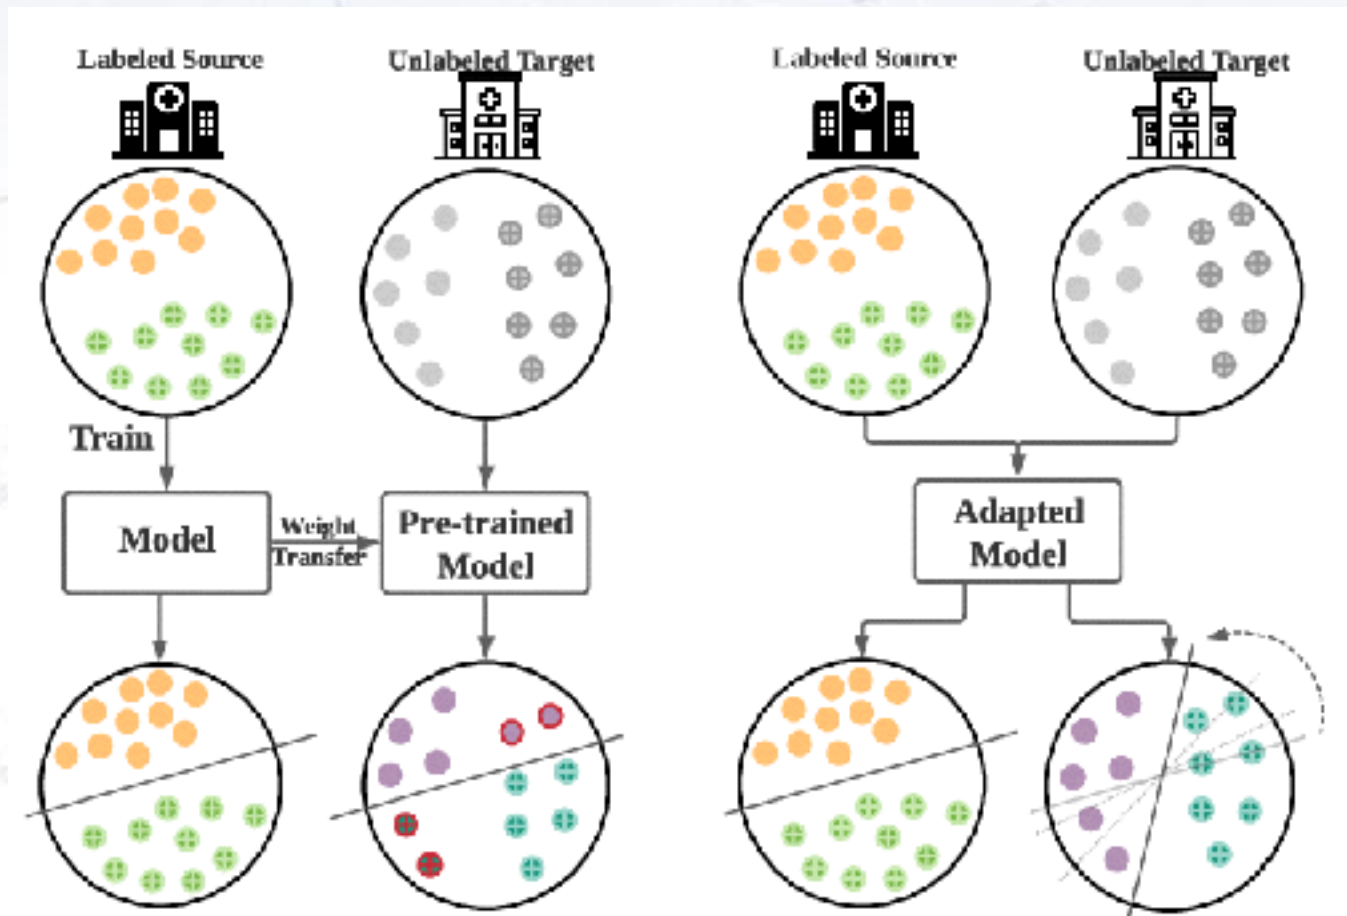 Labeled Source
Unlabeled Target
Labeled Source
Unlabeled Target
Train
Model
Weight
Transfer
Pre-trained
Model
Adapted
Model